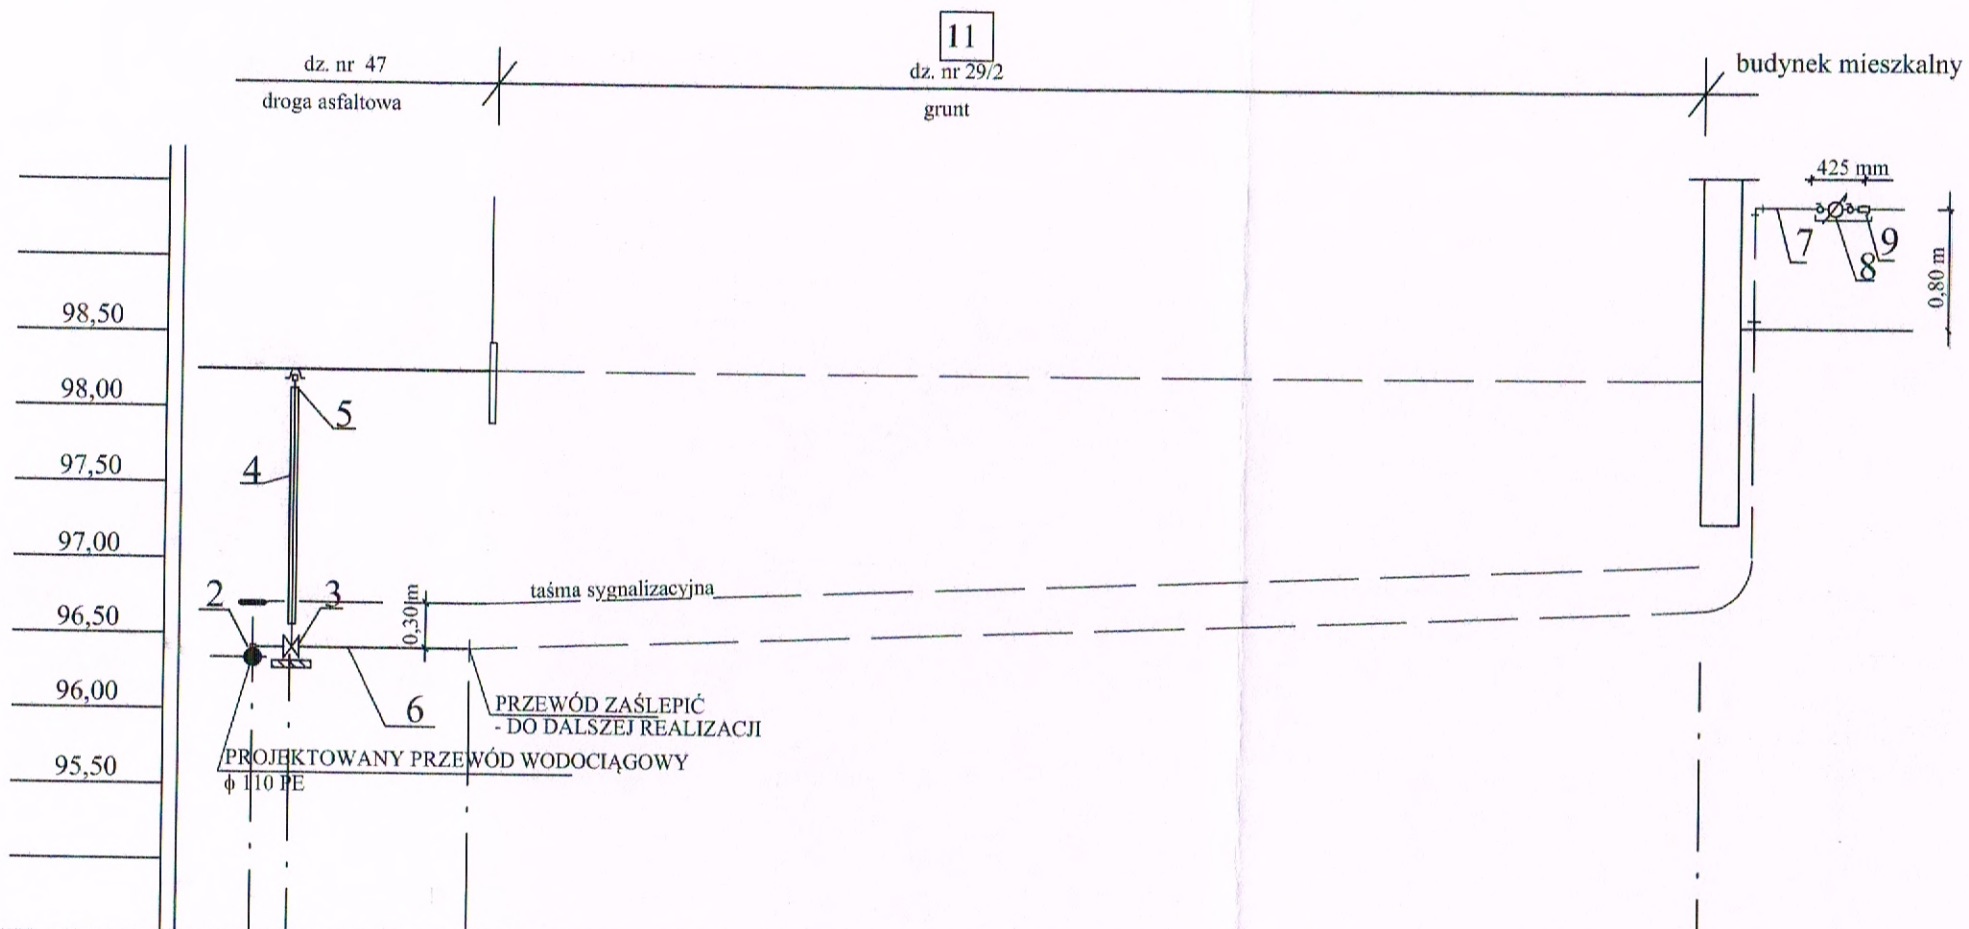 11
dz. nr 47
dz. nr 29/2
budynek mieszkalny
droga asfaltowa
grunt
425 mm
7
8
9
0,80 m
98,50
98,00
5
97,50
4
97,00
2
3
0,30 m
taśma sygnalizacyjna
96,50
96,00
6
PRZEWÓD ZAŚLEPIĆ
- DO DALSZEJ REALIZACJI
95,50
PROJEKTOWANY PRZEWÓD WODOCIĄGOWY
ϕ 110 PE